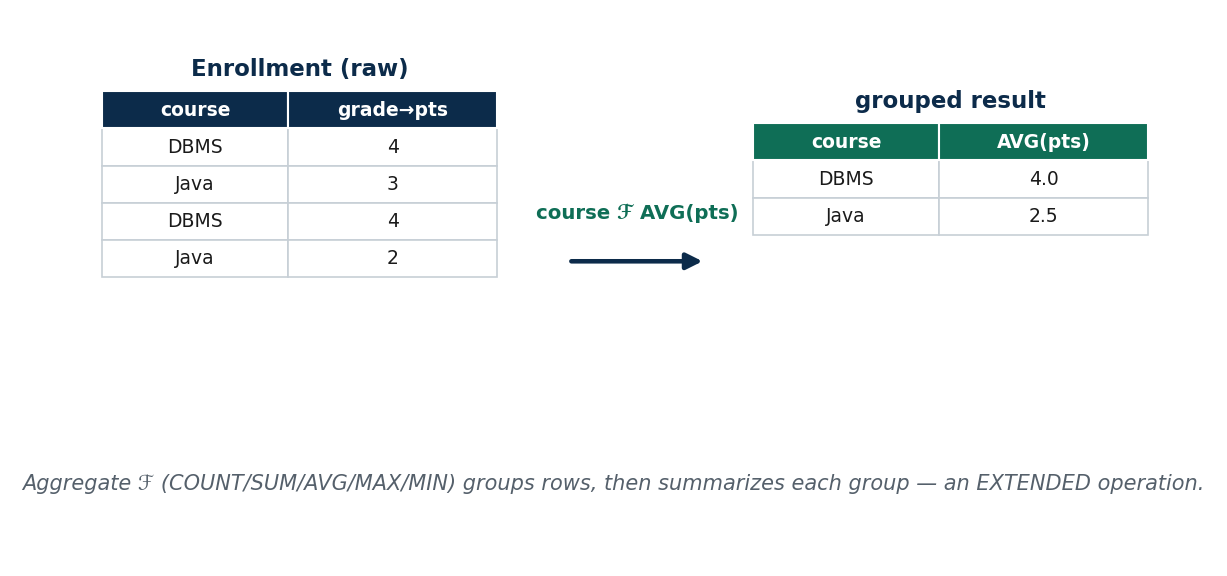 Enrollment (raw)
course grade→pts
DBMS 4
Java 3
DBMS 4
Java 2
course ℱ AVG(pts)
grouped result
course AVG(pts)
DBMS 4.0
Java 2.5
Aggregate ℱ (COUNT/SUM/AVG/MAX/MIN) groups rows, then summarizes each group — an EXTENDED operation.